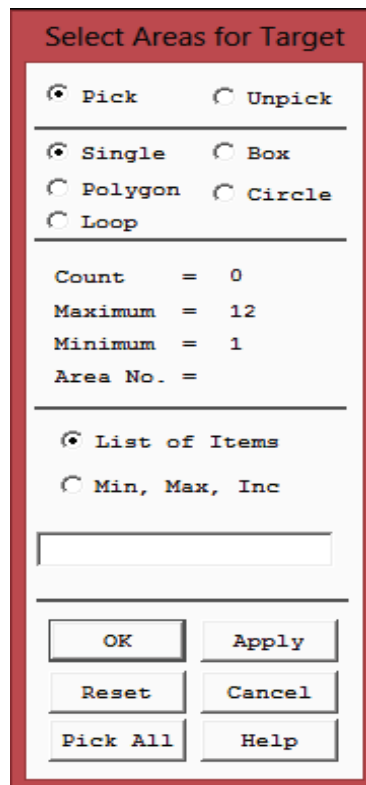 Select Areas for Target
Pick Unpick
Single Box
Polygon Circle
Loop
Count = 0
Maximum = 12
Minimum = 1
Area No. =
List of Items
Min, Max, Inc
OK Apply
Reset Cancel
Pick All Help